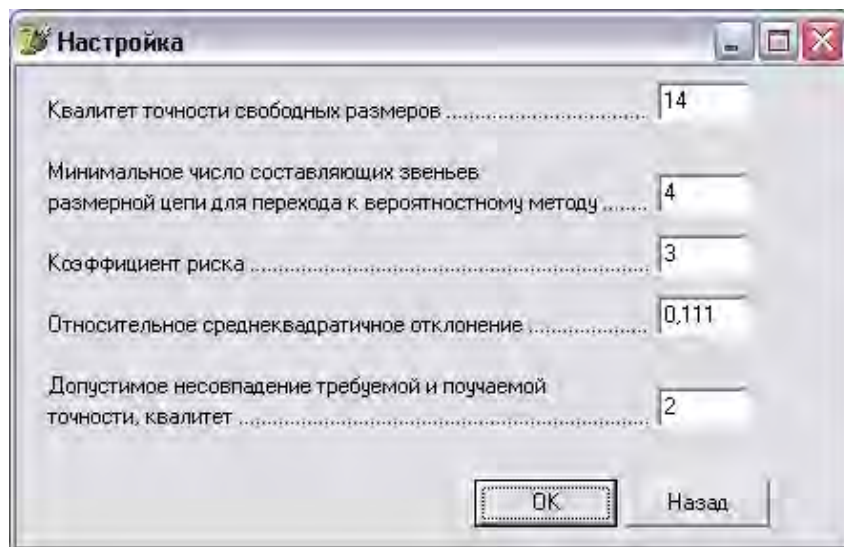 Настройка
Квалитет точности свободных размеров ........................ 14
Минимальное число составляющих звеньев
размерной цепи для перехода к вероятностному методу ........ 4
Коэффициент риска ........................ 3
Относительное среднеквадратичное отклонение ........................ 0,111
Допустимое несовпадение требуемой и поучаемой
точности, квалитет ........................ 2
OK Назад